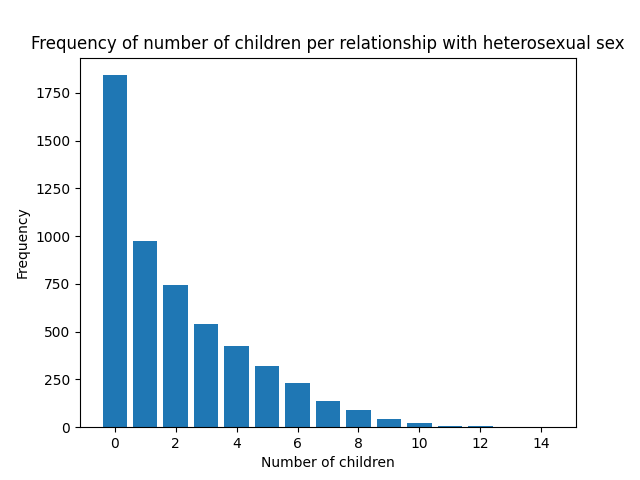 Frequency of number of children per relationship with heterosexual sex
1750
1500
1250
1000
750
500
250
0
Frequency
0 2 4 6 8 10 12 14
Number of children